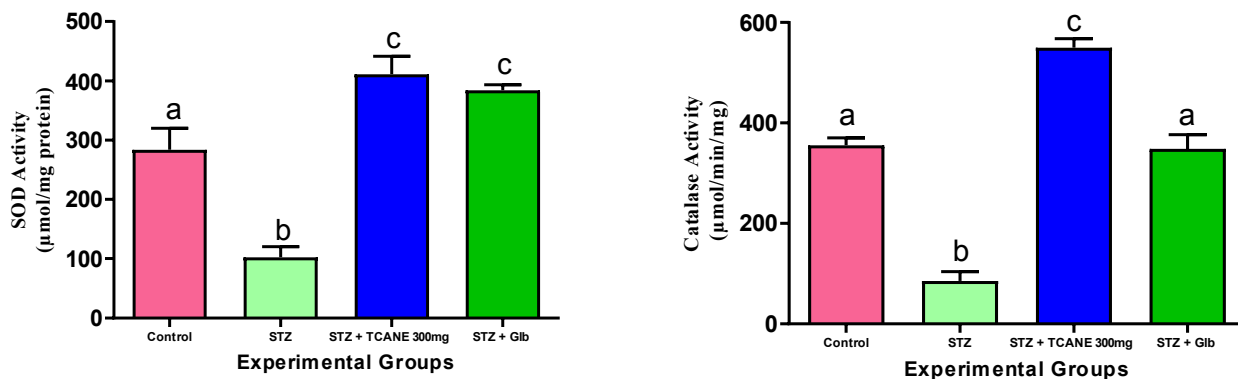 SOD Activity
(µmol/mg protein)
500
400
300
200
100
0
a
b
c
c
Control
STZ
STZ + TCANE 300mg
STZ + Glb
Experimental Groups
Catalase Activity
(µmol/min/mg)
600
400
200
0
a
b
c
a
Control
STZ
STZ + TCANE 300mg
STZ + Glb
Experimental Groups